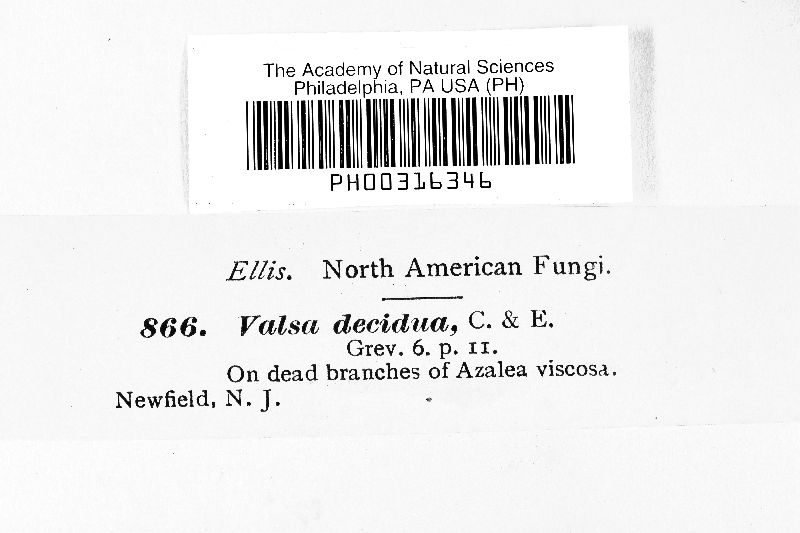 The Academy of Natural Sciences
Philadelphia, PA USA (PH)
PH00316346
Ellis. North American Fungi.
866. Valsa decidua, C. & E.
Grev. 6. p. 11.
On dead branches of Azalea viscosa.
Newfield, N. J.